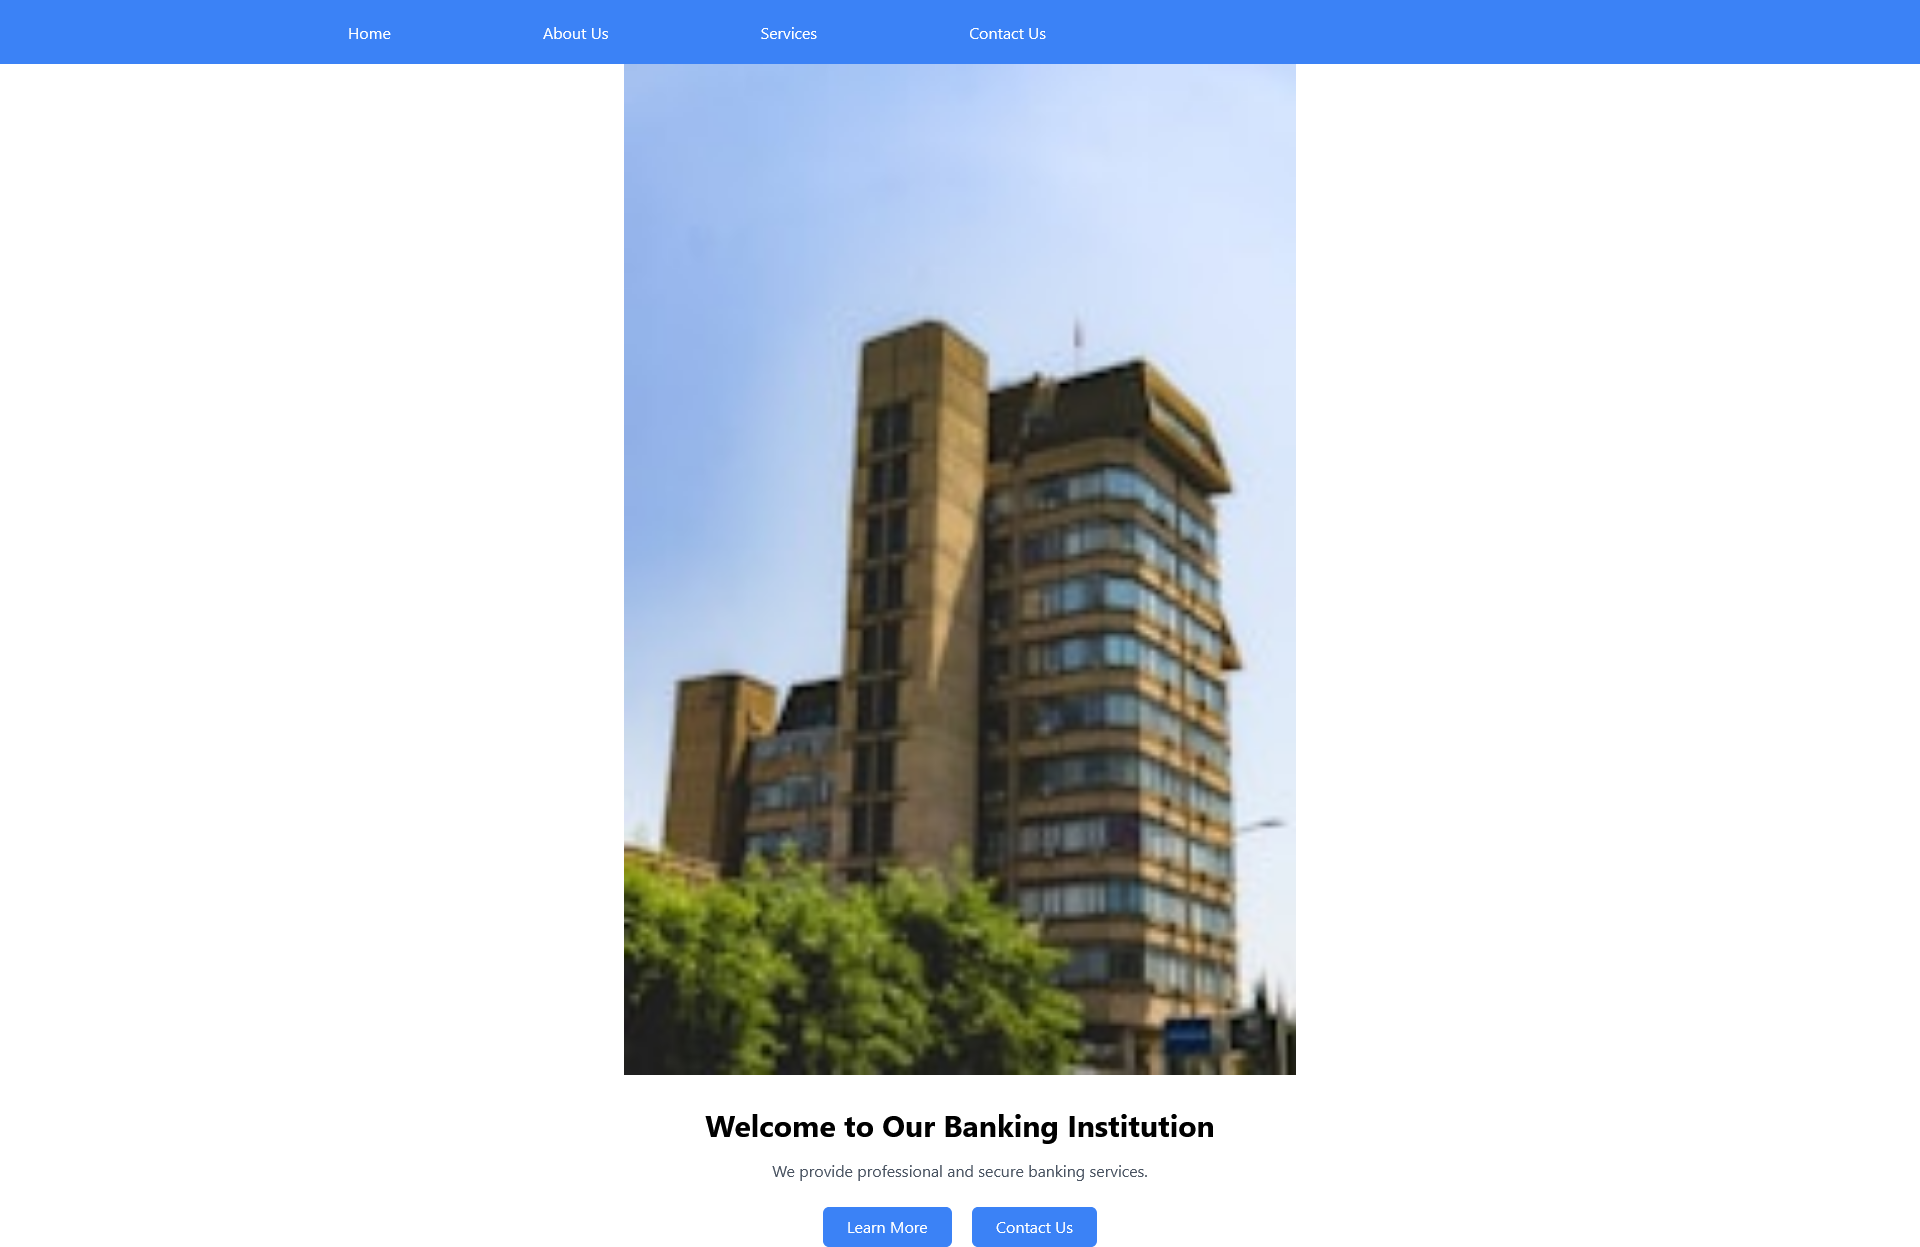 Home About Us Services Contact Us
Welcome to Our Banking Institution
We provide professional and secure banking services.
Learn More Contact Us